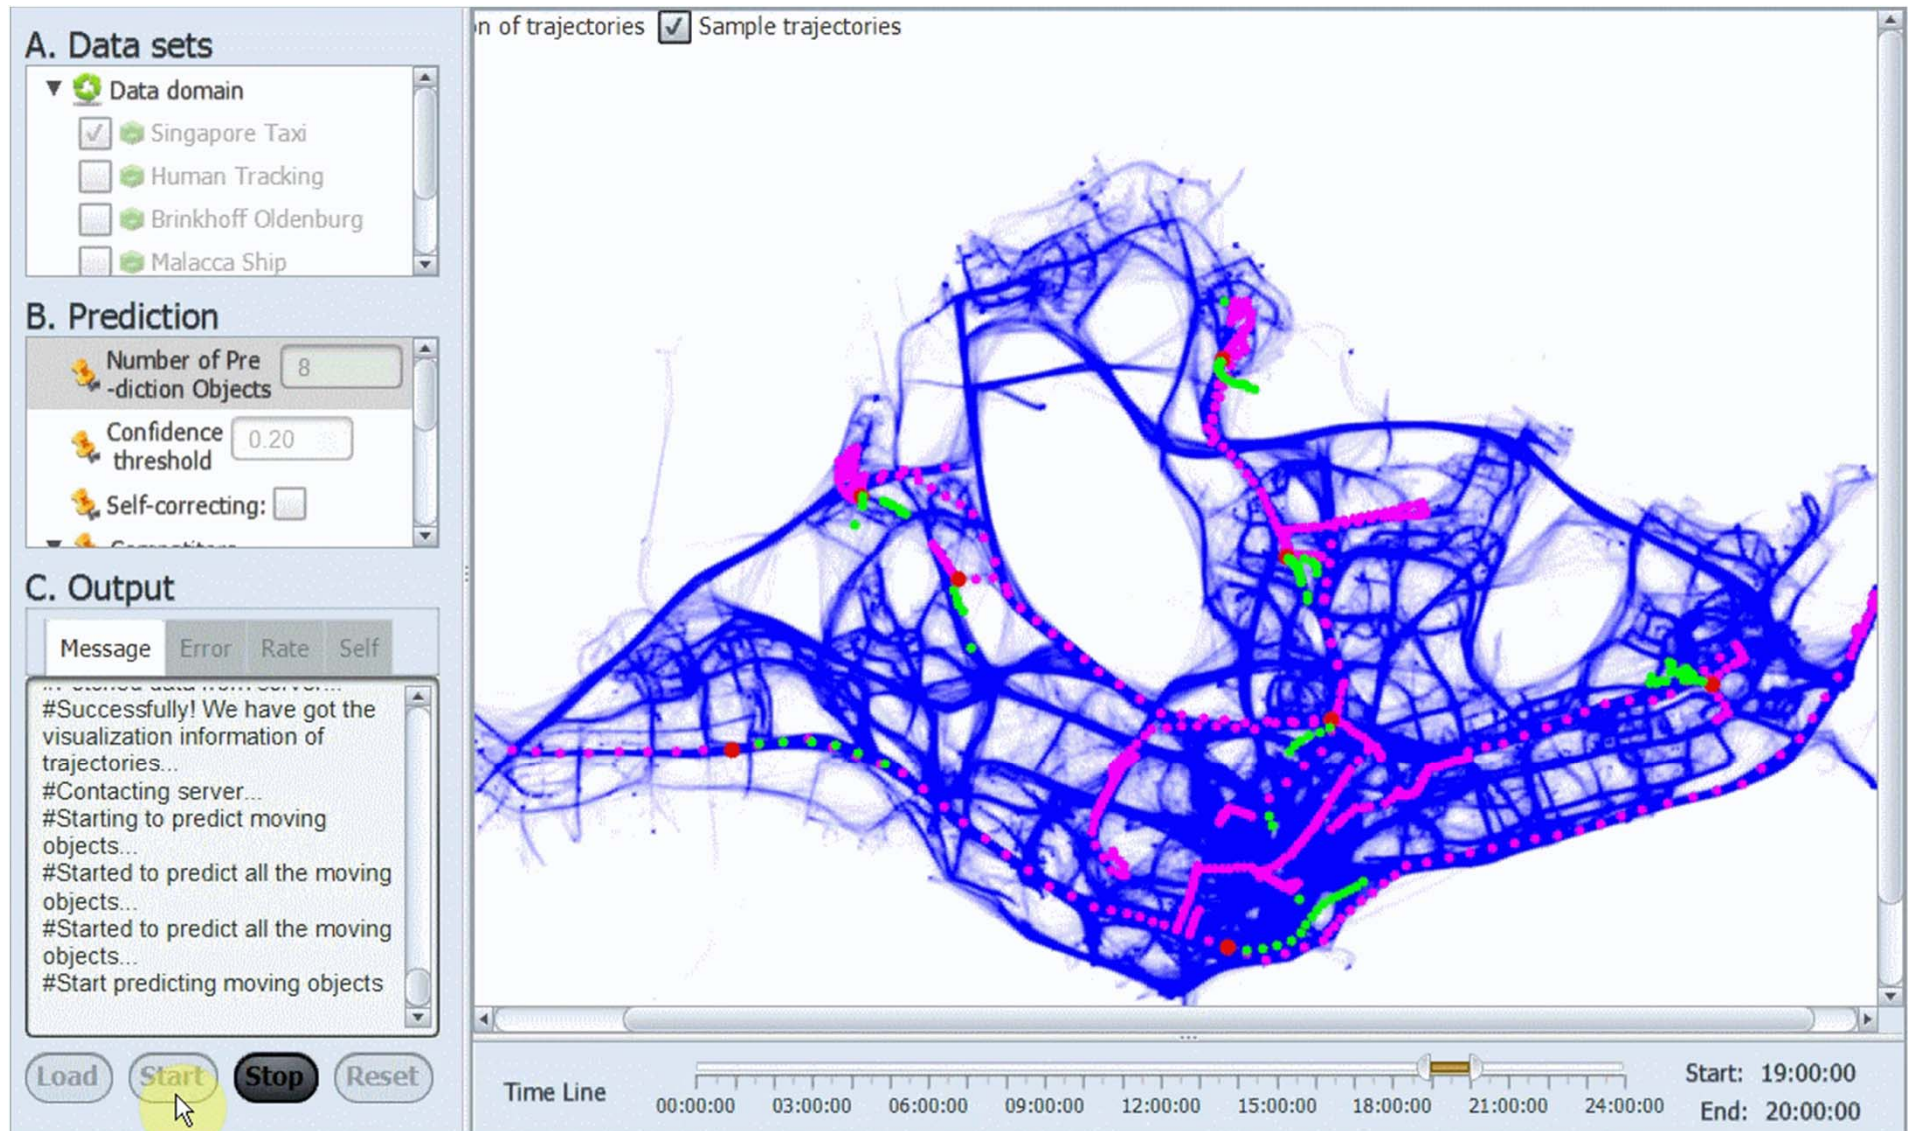 A. Data sets
Data domain
Singapore Taxi
Human Tracking
Brinkhoff Oldenburg
Malacca Ship
B. Prediction
Number of Pre
-diction Objects
8
Confidence
threshold
0.20
Self-correcting:
C. Output
Message Error Rate Self
#Successfully! We have got the
visualization information of
trajectories...
#Contacting server...
#Starting to predict moving
objects...
#Started to predict all the moving
objects...
#Started to predict all the moving
objects...
#Start predicting moving objects
Load Start Stop Reset
n of trajectories Sample trajectories
Time Line
00:00:00 03:00:00 06:00:00 09:00:00 12:00:00 15:00:00 18:00:00 21:00:00 24:00:00
Start: 19:00:00
End: 20:00:00